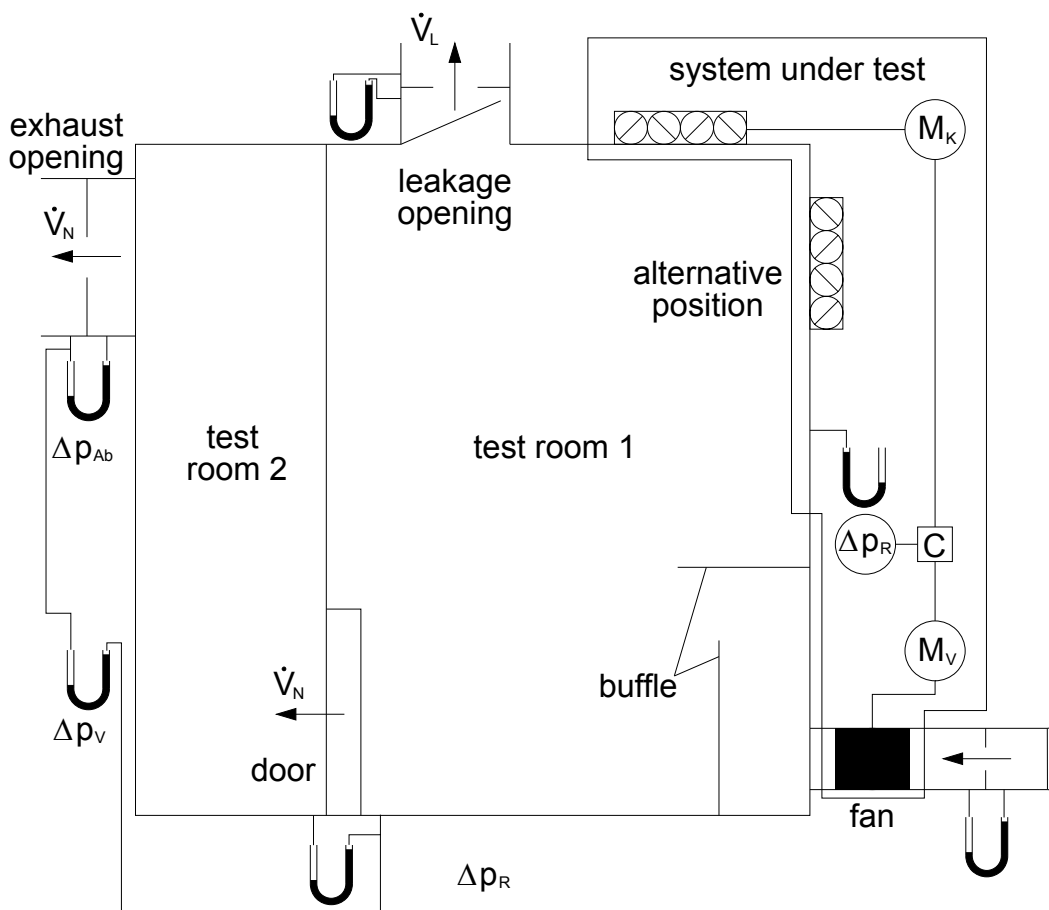 V̇L
system under test
MK
exhaust
opening
leakage
opening
V̇N
alternative
position
test
room 2
test room 1
ΔpAb
ΔpR
C
MV
buffle
V̇N
ΔpV
door
fan
ΔpR